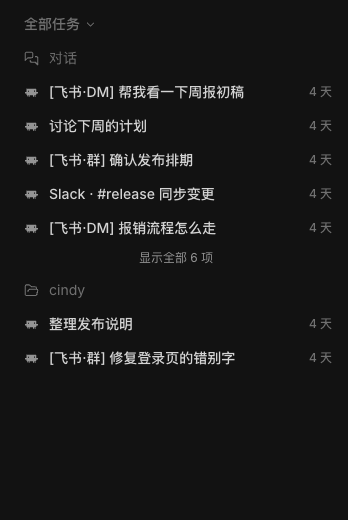 全部任务
对话
[飞书·DM] 帮我看一下周报初稿 4 天
讨论下周的计划 4 天
[飞书·群] 确认发布排期 4 天
Slack · #release 同步变更 4 天
[飞书·DM] 报销流程怎么走 4 天
显示全部 6 项
cindy
整理发布说明 4 天
[飞书·群] 修复登录页的错别字 4 天